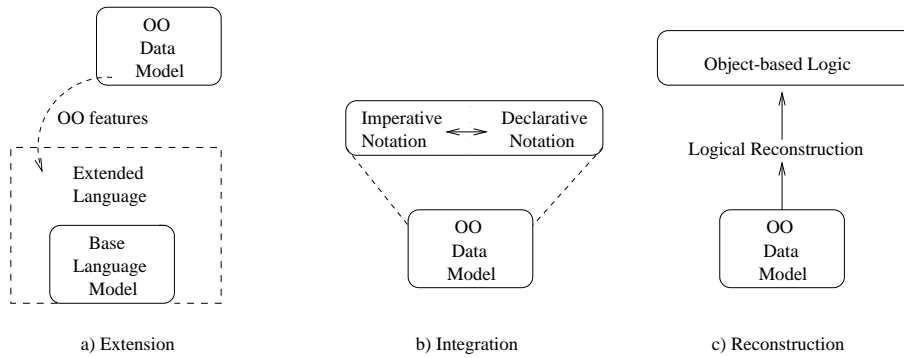 OO
Data
Model
OO features
Extended
Language
Base
Language
Model
a) Extension
Imperative
Notation
Declarative
Notation
OO
Data
Model
b) Integration
Object-based Logic
Logical Reconstruction
OO
Data
Model
c) Reconstruction